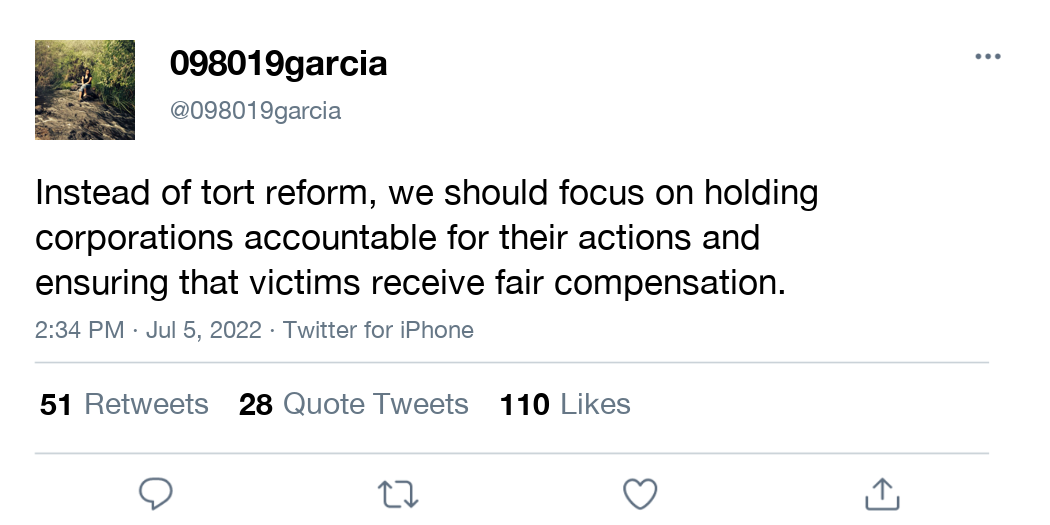 098019garcia
@098019garcia
Instead of tort reform, we should focus on holding
corporations accountable for their actions and
ensuring that victims receive fair compensation.
2:34 PM · Jul 5, 2022 · Twitter for iPhone
51 Retweets 28 Quote Tweets 110 Likes